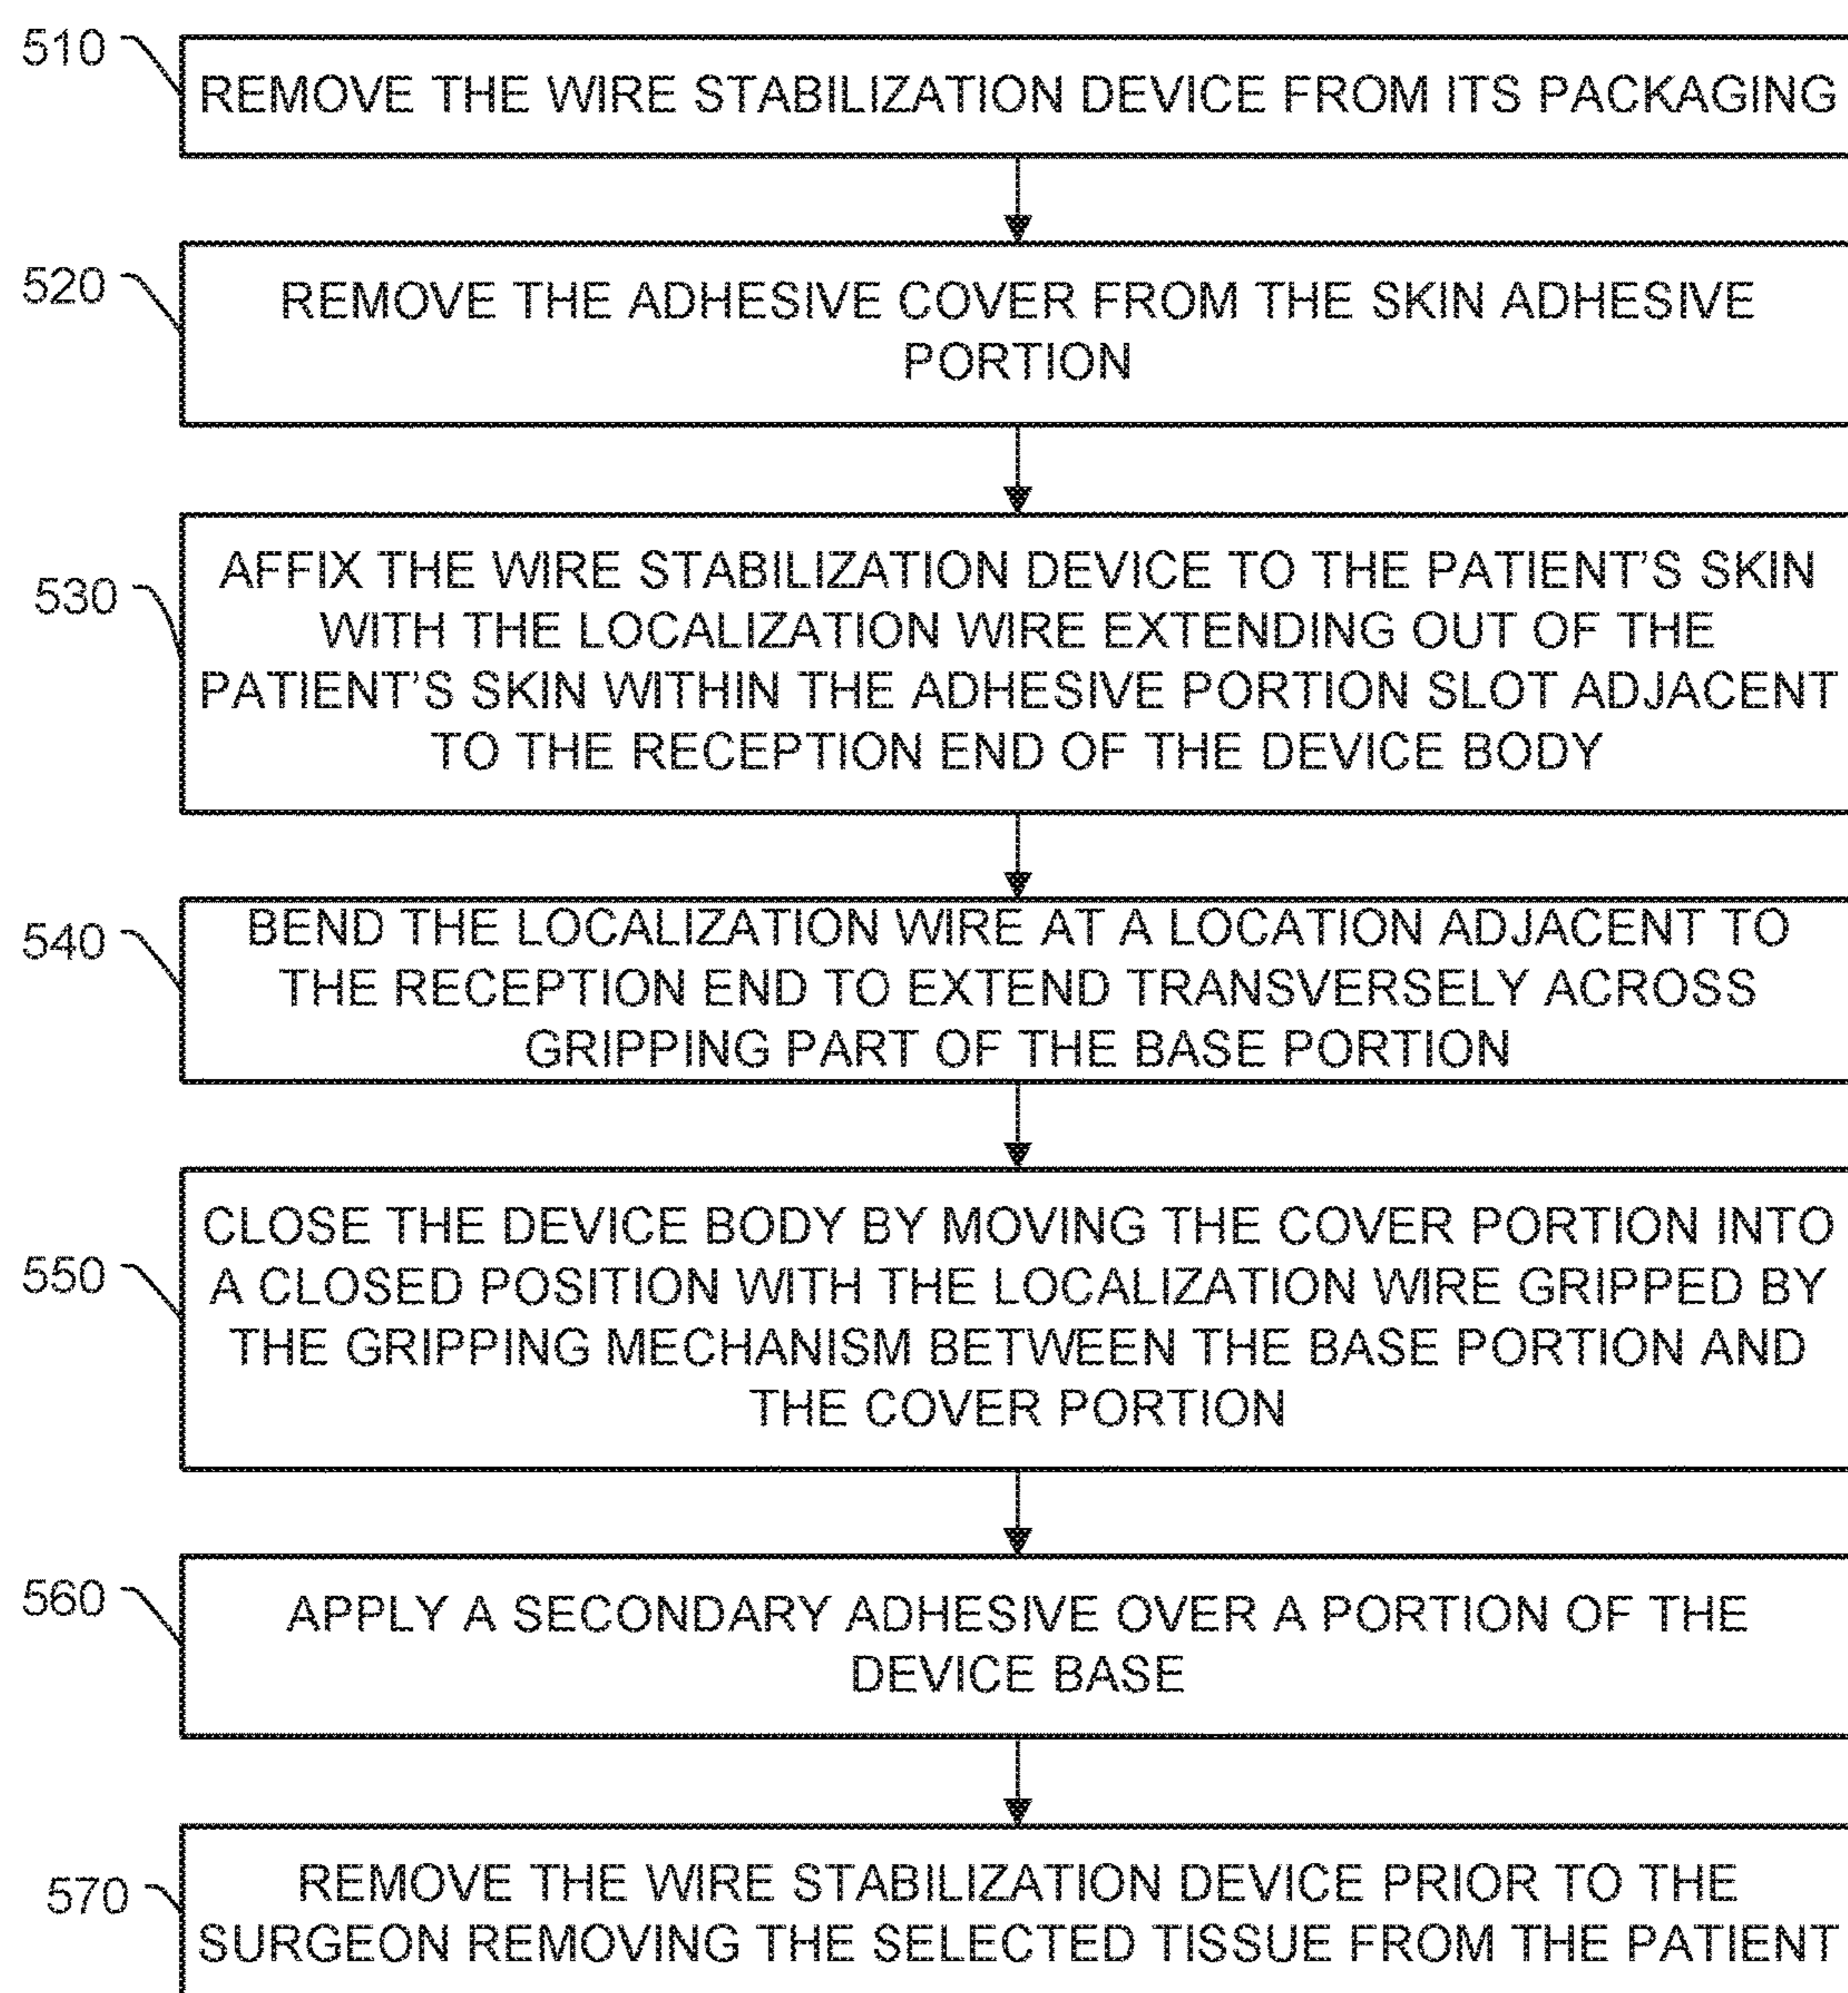 510
REMOVE THE WIRE STABILIZATION DEVICE FROM ITS PACKAGING
520
REMOVE THE ADHESIVE COVER FROM THE SKIN ADHESIVE
PORTION
530
AFFIX THE WIRE STABILIZATION DEVICE TO THE PATIENT'S SKIN
WITH THE LOCALIZATION WIRE EXTENDING OUT OF THE
PATIENT'S SKIN WITHIN THE ADHESIVE PORTION SLOT ADJACENT
TO THE RECEPTION END OF THE DEVICE BODY
540
BEND THE LOCALIZATION WIRE AT A LOCATION ADJACENT TO
THE RECEPTION END TO EXTEND TRANSVERSELY ACROSS
GRIPPING PART OF THE BASE PORTION
550
CLOSE THE DEVICE BODY BY MOVING THE COVER PORTION INTO
A CLOSED POSITION WITH THE LOCALIZATION WIRE GRIPPED BY
THE GRIPPING MECHANISM BETWEEN THE BASE PORTION AND
THE COVER PORTION
560
APPLY A SECONDARY ADHESIVE OVER A PORTION OF THE
DEVICE BASE
570
REMOVE THE WIRE STABILIZATION DEVICE PRIOR TO THE
SURGEON REMOVING THE SELECTED TISSUE FROM THE PATIENT